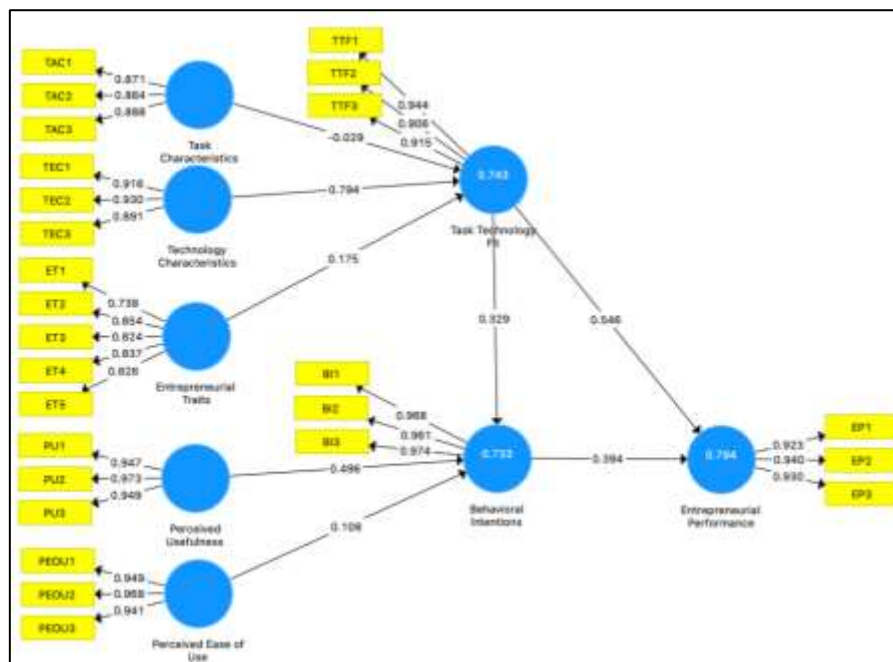 TAC1
TAC2
TAC3
0.871
0.864
0.888
Task
Characteristics
TEC1
TEC2
TEC3
0.916
0.930
0.891
Technology
Characteristics
ET1
ET2
ET3
ET4
ET5
0.738
0.854
0.824
0.837
0.828
Entrepreneurial
Traits
PU1
PU2
PU3
0.947
0.973
0.949
Perceived
Usefulness
PEOU1
PEOU2
PEOU3
0.949
0.968
0.941
Perceived Ease of
Use
TTF1
TTF2
TTF3
0.944
0.906
0.915
-0.029
0.794
0.175
0.743
Task Technology
Fit
0.329
0.546
BI1
BI2
BI3
0.968
0.961
0.974
0.496
0.109
0.733
Behavioral
Intentions
0.394
0.794
Entrepreneurial
Performance
0.923
0.940
0.930
EP1
EP2
EP3